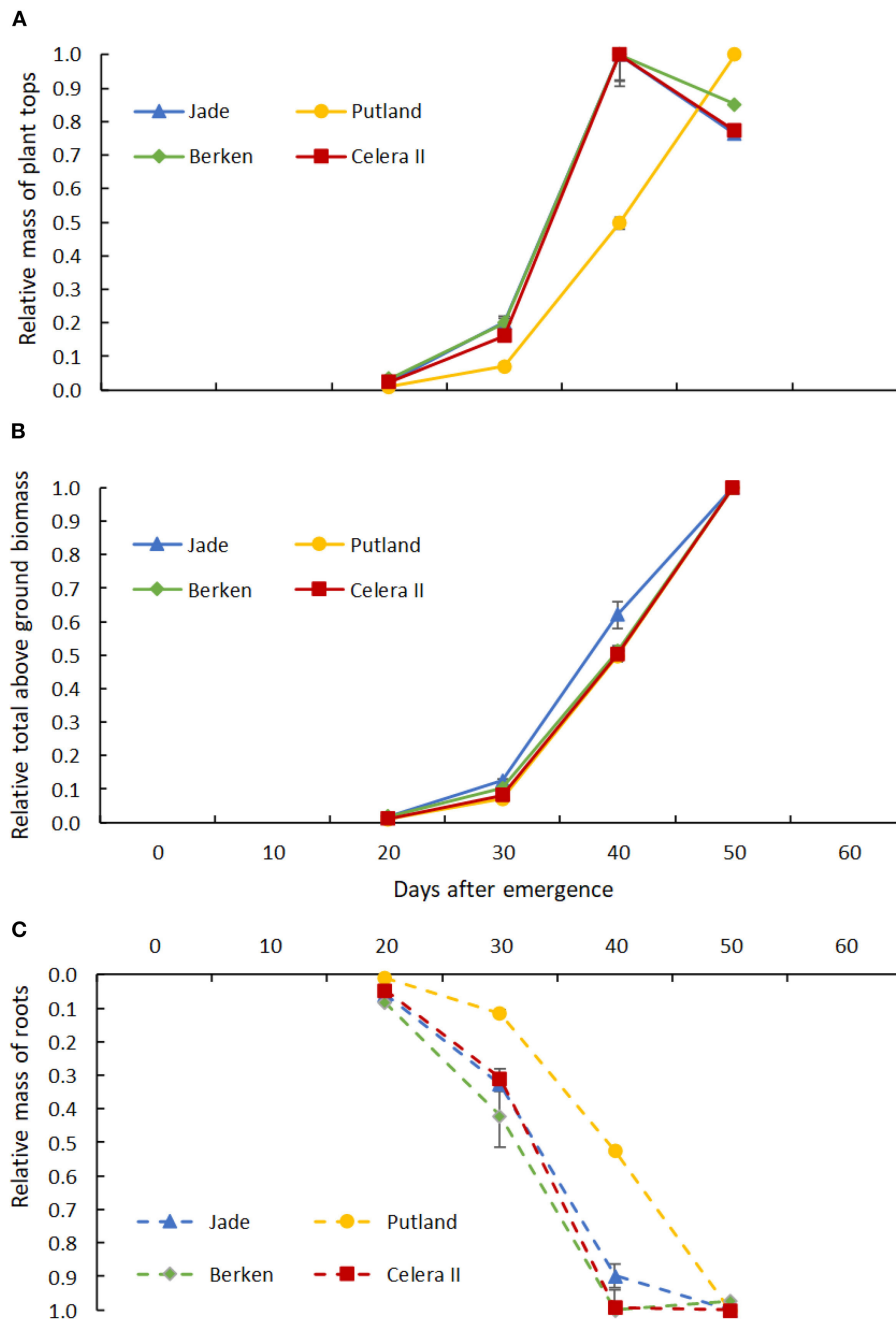 A
Relative mass of plant tops
1.0
0.9
0.8
0.7
0.6
0.5
0.4
0.3
0.2
0.1
0.0
Jade Putland
Berken Celera II
B
Relative total above ground biomass
1.0
0.9
0.8
0.7
0.6
0.5
0.4
0.3
0.2
0.1
0.0
Jade Putland
Berken Celera II
0 10 20 30 40 50 60
Days after emergence
C
0 10 20 30 40 50 60
Relative mass of roots
0.0
0.1
0.2
0.3
0.4
0.5
0.6
0.7
0.8
0.9
1.0
Jade Putland
Berken Celera II